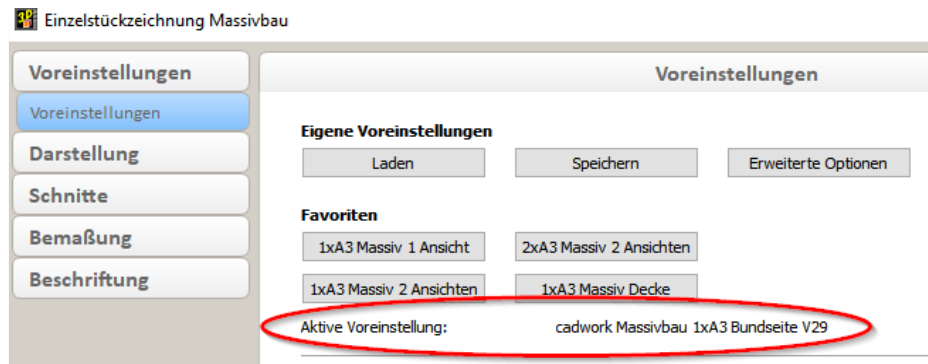 Einzelstückzeichnung Massivbau
Voreinstellungen
Voreinstellungen
Darstellung
Schnitte
Bemaßung
Beschriftung
Voreinstellungen
Eigene Voreinstellungen
Laden Speichern Erweiterte Optionen
Favoriten
1xA3 Massiv 1 Ansicht 2xA3 Massiv 2 Ansichten
1xA3 Massiv 2 Ansichten 1xA3 Massiv Decke
Aktive Voreinstellung: cadwork Massivbau 1xA3 Bundseite V29